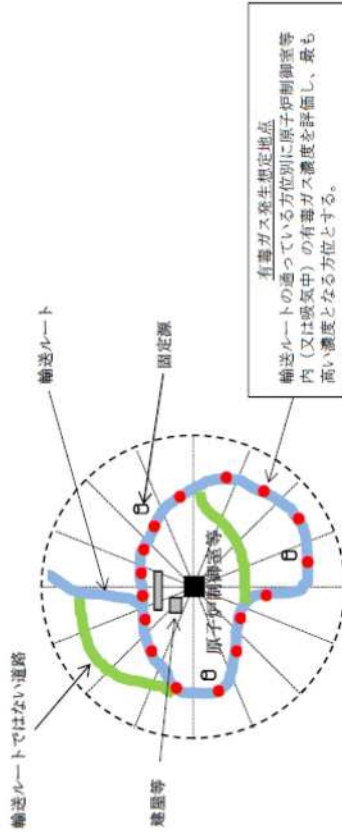 輸送ルートではない道路
輸送ルート
固定源
建屋等
原子炉制御室等
有毒ガス発生想定地点
輸送ルートの通っている方位別に原子炉制御室等
内（又は吸気中）の有毒ガス濃度を評価し、最も
高い濃度となる方位とする。